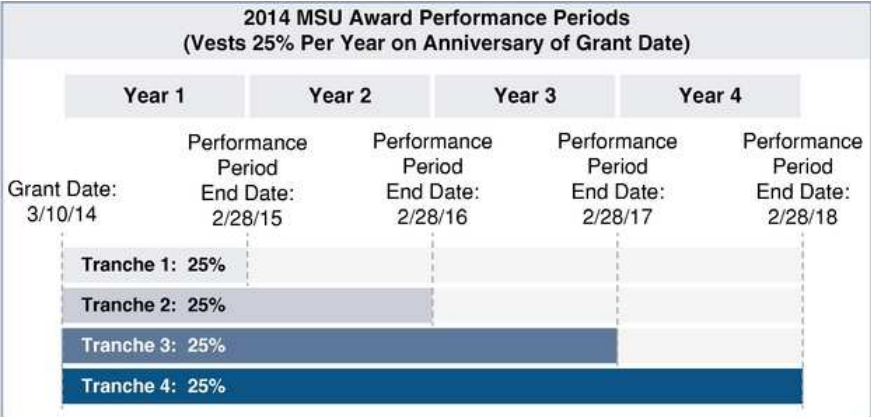 2014 MSU Award Performance Periods
(Vests 25% Per Year on Anniversary of Grant Date)
Year 1
Year 2
Year 3
Year 4
Grant Date:
3/10/14
Performance
Period
End Date:
2/28/15
Performance
Period
End Date:
2/28/16
Performance
Period
End Date:
2/28/17
Performance
Period
End Date:
2/28/18
Tranche 1: 25%
Tranche 2: 25%
Tranche 3: 25%
Tranche 4: 25%